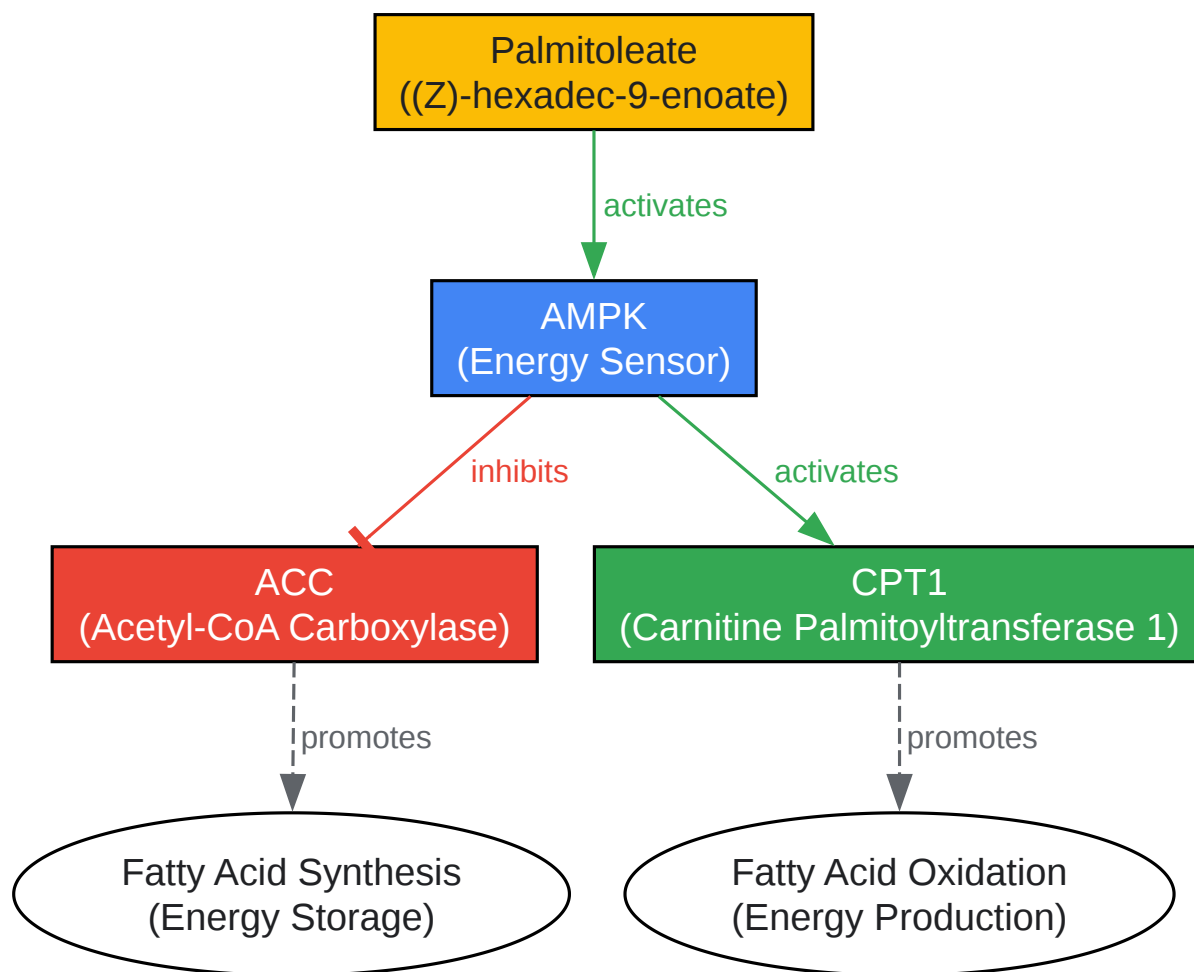 Palmitoleate
((Z)-hexadec-9-enoate)
activates
AMPK
(Energy Sensor)
inhibits
activates
ACC
(Acetyl-CoA Carboxylase)
CPT1
(Carnitine Palmitoyltransferase 1)
promotes
promotes
Fatty Acid Synthesis
(Energy Storage)
Fatty Acid Oxidation
(Energy Production)